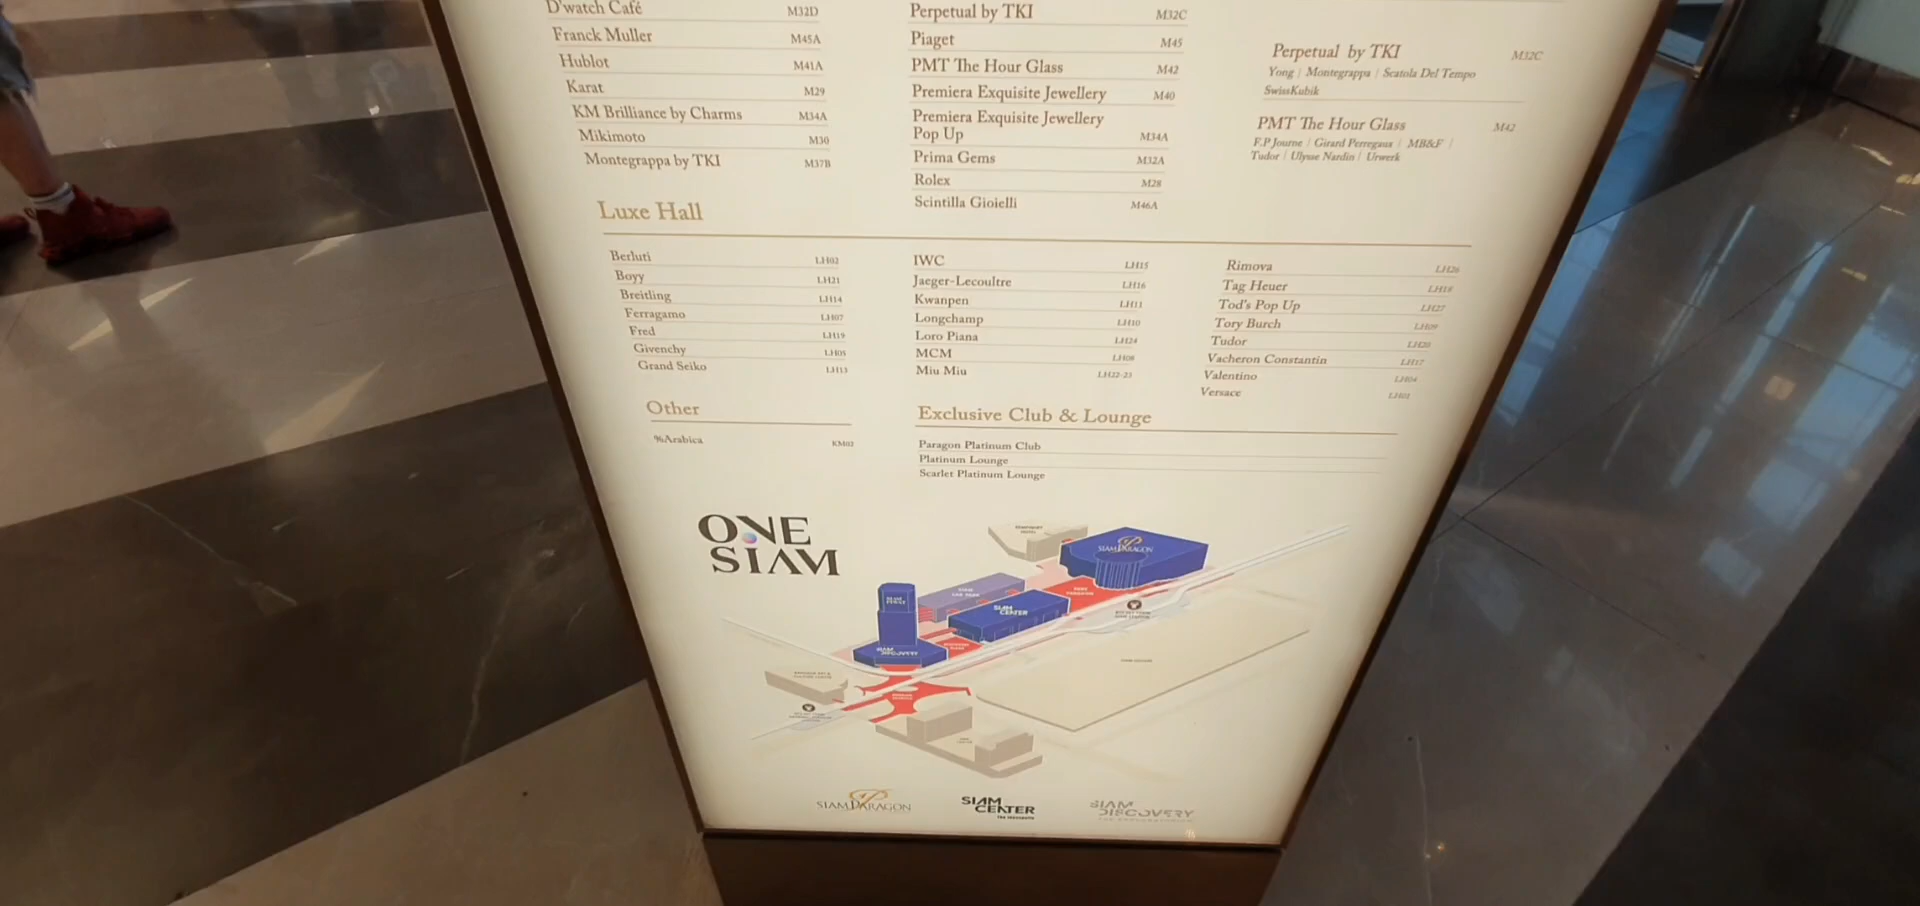 D'watch Café M32D
Franck Muller M45A
Hublot M41A
Karat M29
KM Brilliance by Charms M34A
Mikimoto M30
Montegrappa by TKI M37B
Perpetual by TKI M32C
Piaget M45
PMT The Hour Glass M42
Premiera Exquisite Jewellery M40
Premiera Exquisite Jewellery
Pop Up M34A
Prima Gems M32A
Rolex M28
Scintilla Gioielli M46A
Perpetual by TKI M32C
Yong | Montegrappa | Scatola Del Tempo
SwissKubik
PMT The Hour Glass M42
F.P.Journe | Girard Perregaux | MB&F |
Tudor | Ulysse Nardin | Urwerk
Luxe Hall
Berluti LH02
Boyy LH21
Breitling LH14
Ferragamo LH07
Fred LH19
Givenchy LH05
Grand Seiko LH13
IWC LH15
Jaeger-Lecoultre LH16
Kwanpen LH11
Longchamp LH10
Loro Piana LH24
MCM LH08
Miu Miu LH22-23
Rimova LH26
Tag Heuer LH18
Tod's Pop Up LH27
Tory Burch LH09
Tudor LH20
Vacheron Constantin LH17
Valentino LH04
Versace LH01
Other
%Arabica KM02
Exclusive Club & Lounge
Paragon Platinum Club
Platinum Lounge
Scarlet Platinum Lounge
ONE
SIAM
SIAM PARAGON
SIAM
CENTER
SIAM
DISCOVERY
SIAM PARAGON
SIAM
CENTER
SIAM
DISCOVERY